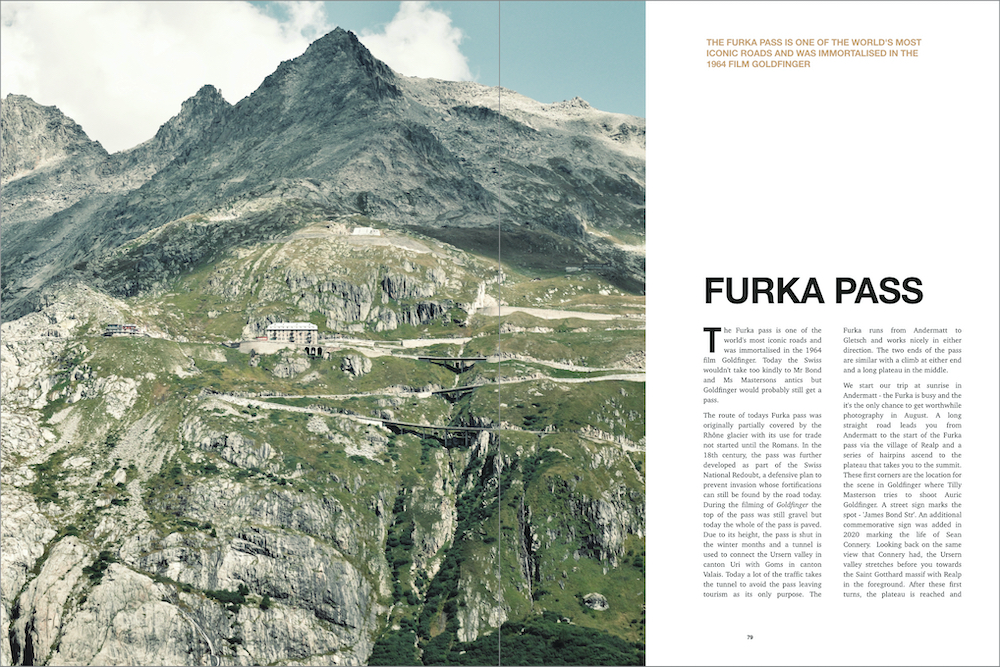 THE FURKA PASS IS ONE OF THE WORLD'S MOST
ICONIC ROADS AND WAS IMMORTALISED IN THE
1964 FILM GOLDFINGER
FURKA PASS
The Furka pass is one of the
world's most iconic roads and
was immortalised in the 1964
film Goldfinger. Today the Swiss
wouldn't take too kindly to Mr Bond
and Ms Mastersons antics but
Goldfinger would probably still get a
pass.
The route of todays Furka pass was
originally partially covered by the
Rhône glacier with its use for trade
not started until the Romans. In the
18th century, the pass was further
developed as part of the Swiss
National Redoubt, a defensive plan to
prevent invasion whose fortifications
can still be found by the road today.
During the filming of Goldfinger the
top of the pass was still gravel but
today the whole of the pass is paved.
Due to its height, the pass is shut in
the winter months and a tunnel is
used to connect the Ursern valley in
canton Uri with Goms in canton
Valais. Today a lot of the traffic takes
the tunnel to avoid the pass leaving
tourism as its only purpose. The
Furka runs from Andermatt to
Gletsch and works nicely in either
direction. The two ends of the pass
are similar with a climb at either end
and a long plateau in the middle.
We start our trip at sunrise in
Andermatt - the Furka is busy and the
it's the only chance to get worthwhile
photography in August. A long
straight road leads you from
Andermatt to the start of the Furka
pass via the village of Realp and a
series of hairpins ascend to the
plateau that takes you to the summit.
These first corners are the location for
the scene in Goldfinger where Tilly
Masterson tries to shoot Auric
Goldfinger. A street sign marks the
spot - 'James Bond Str'. An additional
commemorative sign was added in
2020 marking the life of Sean
Connery. Looking back on the same
view that Connery had, the Ursern
valley stretches before you towards
the Saint Gotthard massif with Realp
in the foreground. After these first
turns, the plateau is reached and
79